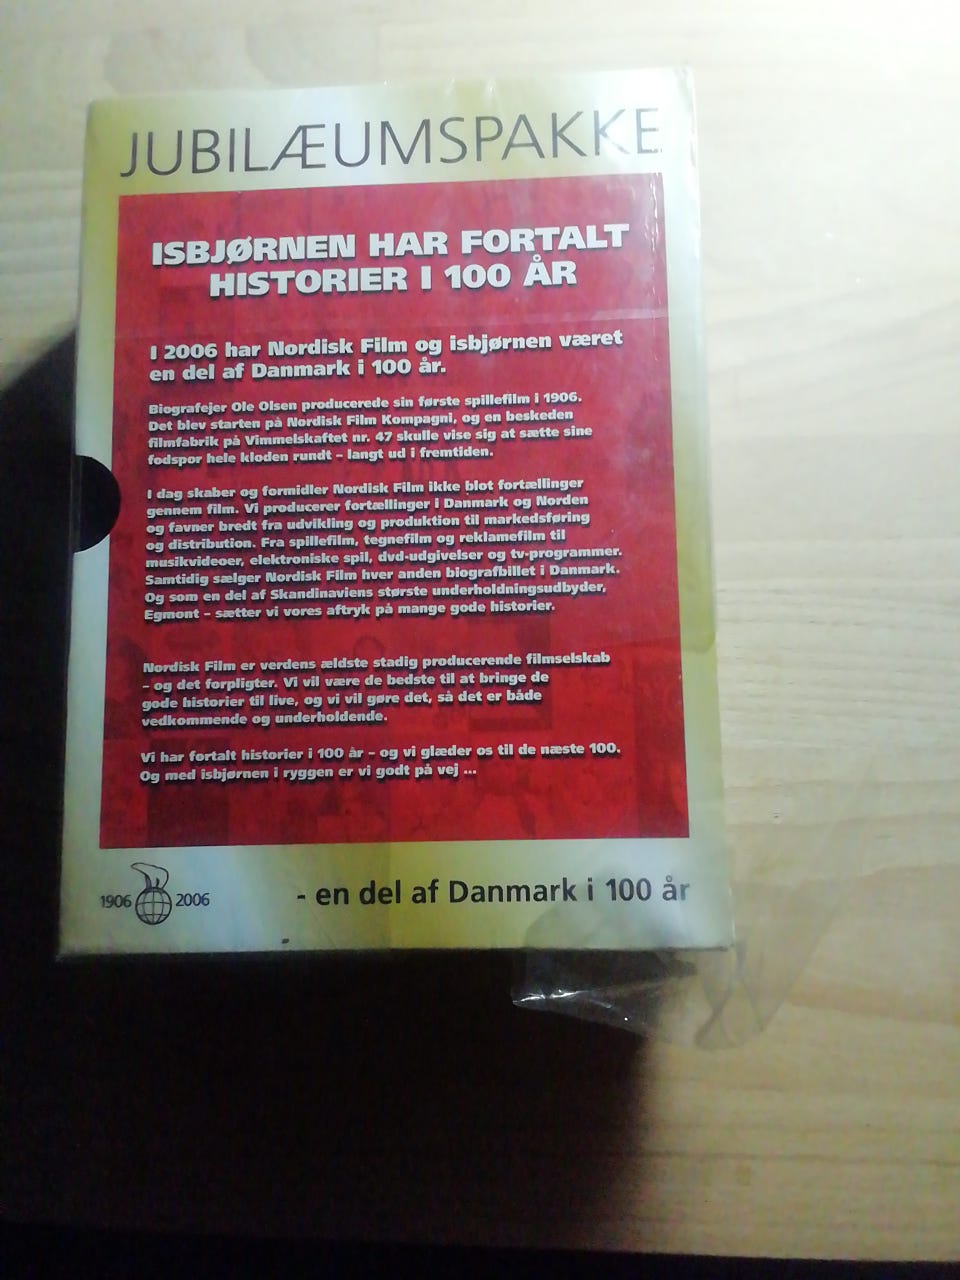 JUBILÆUMSPAKKE
ISBJØRNEN HAR FORTALT
HISTORIER I 100 ÅR
I 2006 har Nordisk Film og isbjørnen været
en del af Danmark i 100 år.
Biografejer Ole Olsen producerede sin første spillefilm i 1906.
Det blev starten på Nordisk Film Kompagni, og en beskeden
filmfabrik på Vimmelskaftet nr. 47 skulle vise sig at sætte sine
fodspor hele kloden rundt – langt ud i fremtiden.
I dag skaber og formidler Nordisk Film ikke blot fortællinger
gennem film. Vi producerer fortællinger i Danmark og Norden
og favner bredt fra udvikling og produktion til markedsføring
og distribution. Fra spillefilm, tegnefilm og reklamefilm til
musikvideoer, elektroniske spil, dvd-udgivelser og tv-programmer.
Samtidig sælger Nordisk Film hver anden biografbillet i Danmark.
Og som en del af Skandinaviens største underholdningsudbyder,
Egmont – sætter vi vores aftryk på mange gode historier.
Nordisk Film er verdens ældste stadig producerende filmselskab
– og det forpligter. Vi vil være de bedste til at bringe de
gode historier til live, og vi vil gøre det, så det er både
vedkommende og underholdende.
Vi har fortalt historier i 100 år – og vi glæder os til de næste 100.
Og med isbjørnen i ryggen er vi godt på vej ...
1906 2006
- en del af Danmark i 100 år